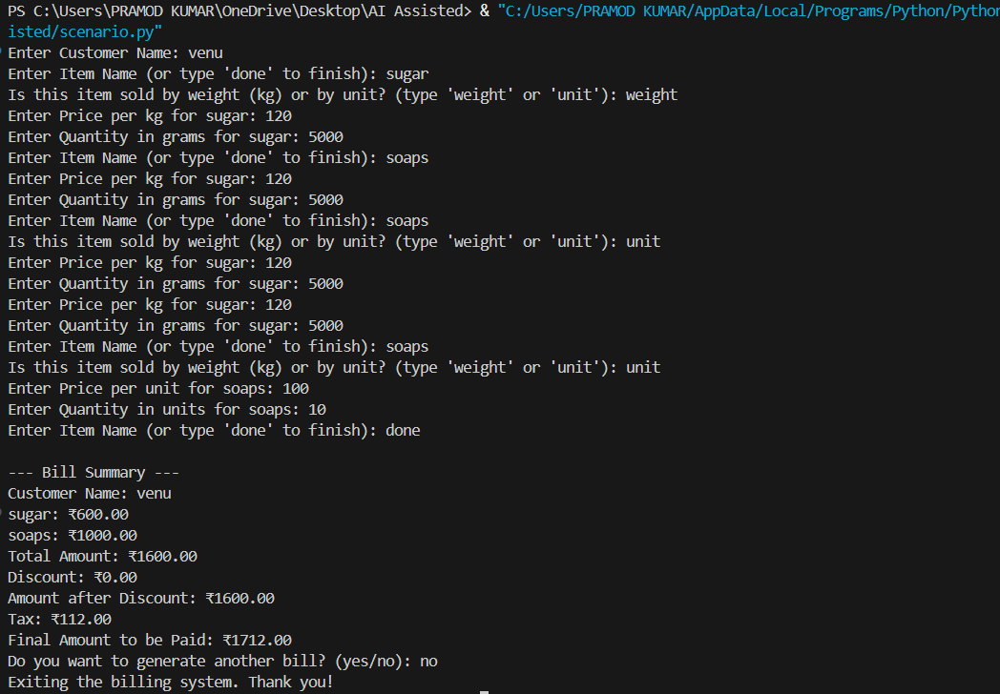 PS C:\Users\PRAMOD KUMAR\OneDrive\Desktop\AI Assisted> & "C:/Users/PRAMOD KUMAR/AppData/Local/Programs/Python/Python
isted/scenario.py"
Enter Customer Name: venu
Enter Item Name (or type 'done' to finish): sugar
Is this item sold by weight (kg) or by unit? (type 'weight' or 'unit'): weight
Enter Price per kg for sugar: 120
Enter Quantity in grams for sugar: 5000
Enter Item Name (or type 'done' to finish): soaps
Enter Price per kg for sugar: 120
Enter Quantity in grams for sugar: 5000
Enter Item Name (or type 'done' to finish): soaps
Is this item sold by weight (kg) or by unit? (type 'weight' or 'unit'): unit
Enter Price per kg for sugar: 120
Enter Quantity in grams for sugar: 5000
Enter Price per kg for sugar: 120
Enter Quantity in grams for sugar: 5000
Enter Item Name (or type 'done' to finish): soaps
Is this item sold by weight (kg) or by unit? (type 'weight' or 'unit'): unit
Enter Price per unit for soaps: 100
Enter Quantity in units for soaps: 10
Enter Item Name (or type 'done' to finish): done
--- Bill Summary ---
Customer Name: venu
sugar: ₹600.00
soaps: ₹1000.00
Total Amount: ₹1600.00
Discount: ₹0.00
Amount after Discount: ₹1600.00
Tax: ₹112.00
Final Amount to be Paid: ₹1712.00
Do you want to generate another bill? (yes/no): no
Exiting the billing system. Thank you!